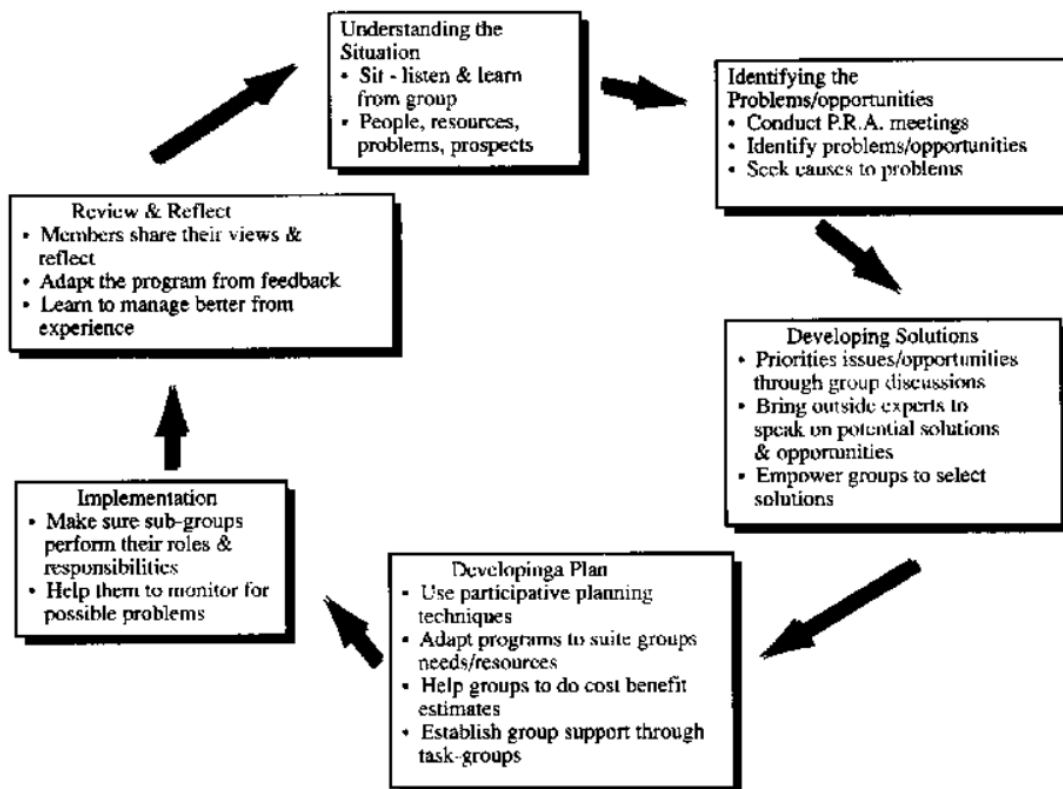 Understanding the
Situation
• Sit - listen & learn
from group
• People, resources,
problems, prospects
Identifying the
Problems/opportunities
• Conduct P.R.A. meetings
• Identify problems/opportunities
• Seek causes to problems
Developing Solutions
• Priorities issues/opportunities
through group discussions
• Bring outside experts to
speak on potential solutions
& opportunities
• Empower groups to select
solutions
Developinga Plan
• Use participative planning
techniques
• Adapt programs to suite groups
needs/resources
• Help groups to do cost benefit
estimates
• Establish group support through
task-groups
Implementation
• Make sure sub-groups
perform their roles &
responsibilities
• Help them to monitor for
possible problems
Review & Reflect
• Members share their views &
reflect
• Adapt the program from feedback
• Learn to manage better from
experience